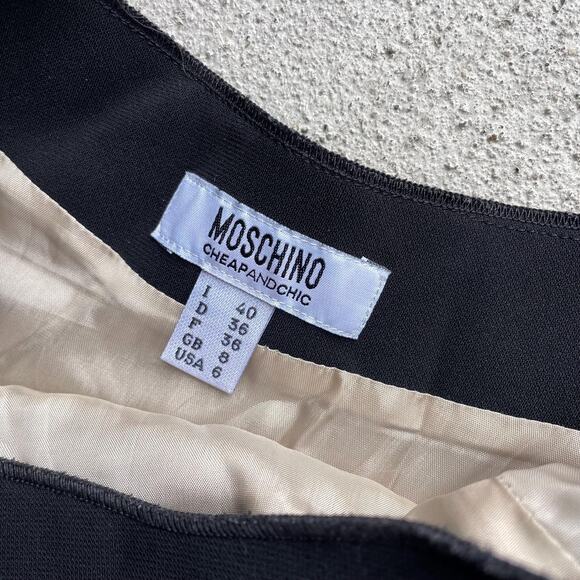 MOSCHINO
CHEAPANDCHIC
I 40
D 36
F 36
GB 8
USA 6